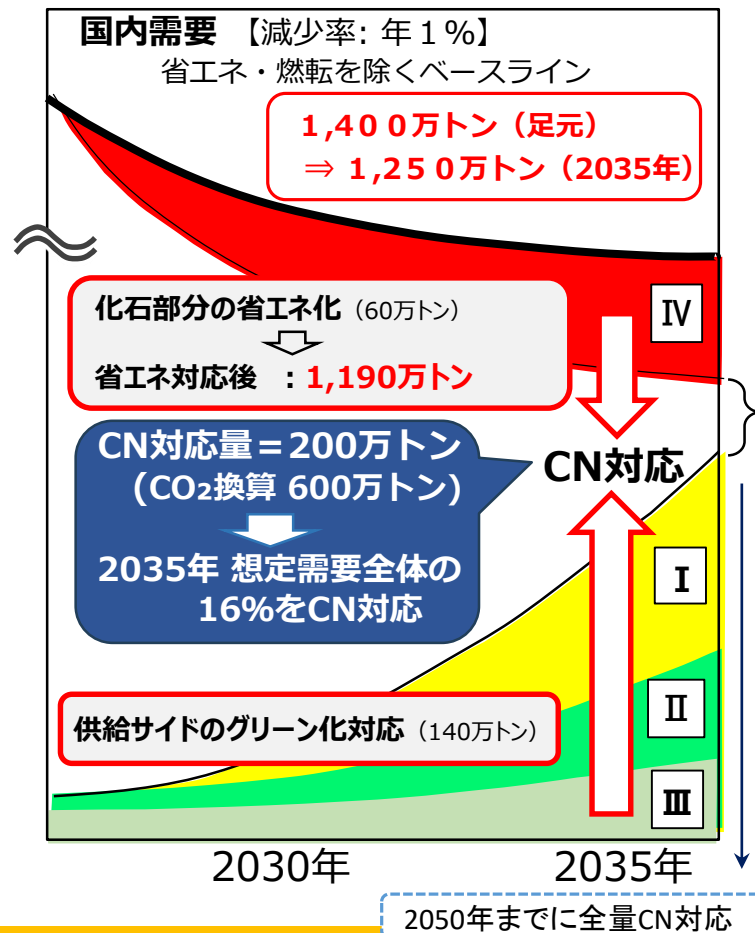 国内需要 【減少率: 年１%】
省エネ・燃転を除くベースライン
1,400万トン（足元）
⇒ 1,250万トン（2035年）
化石部分の省エネ化（60万トン）
省エネ対応後 ：1,190万トン
Ⅳ
CN対応量＝200万トン
(CO₂換算 600万トン)
2035年 想定需要全体の
16%をCN対応
CN対応
Ⅰ
Ⅱ
供給サイドのグリーン化対応（140万トン）
Ⅲ
2030年
2035年
2050年までに全量CN対応